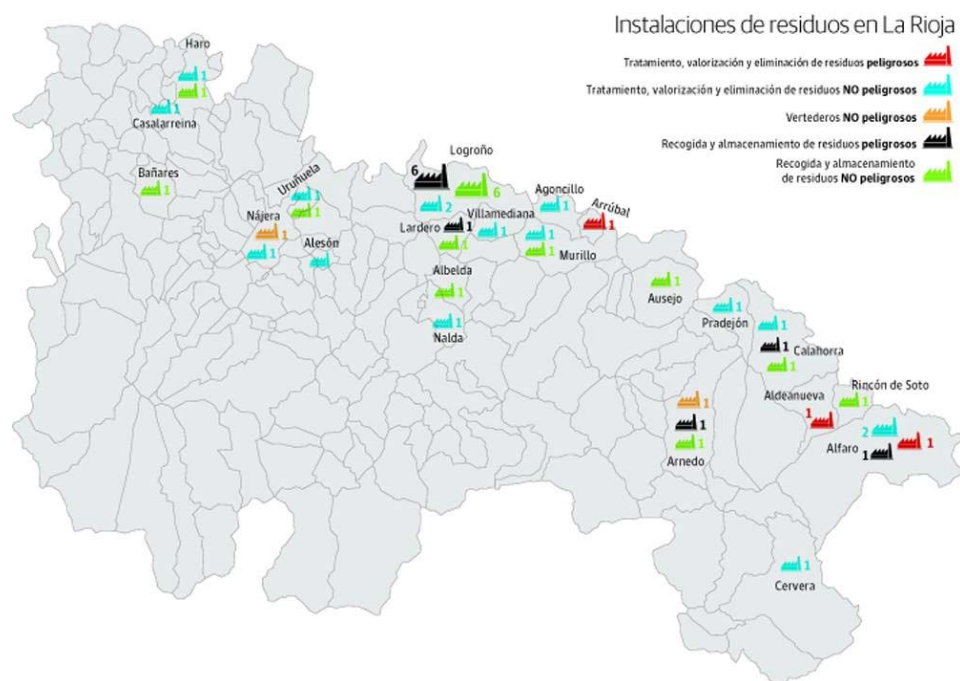 Instalaciones de residuos en La Rioja
Tratamiento, valorización y eliminación de residuos peligrosos
Tratamiento, valorización y eliminación de residuos NO peligrosos
Vertederos NO peligrosos
Recogida y almacenamiento de residuos peligrosos
Recogida y almacenamiento
de residuos NO peligrosos
Haro
1
1
1
Casalarreina
Bañares
1
Uruñuela
1
1
Nájera
1
1
Alesón
1
Logroño
6
6
2
Lardero
1
1
Villamediana
1
Agoncillo
1
Arrúbal
1
1
1
Murillo
Albelda
1
1
Nalda
Ausejo
1
1
Pradejón
1
1
Calahorra
1
Aldeanueva
1
Rincón de Soto
1
2
1
Alfaro
1
1
1
1
Arnedo
1
Cervera